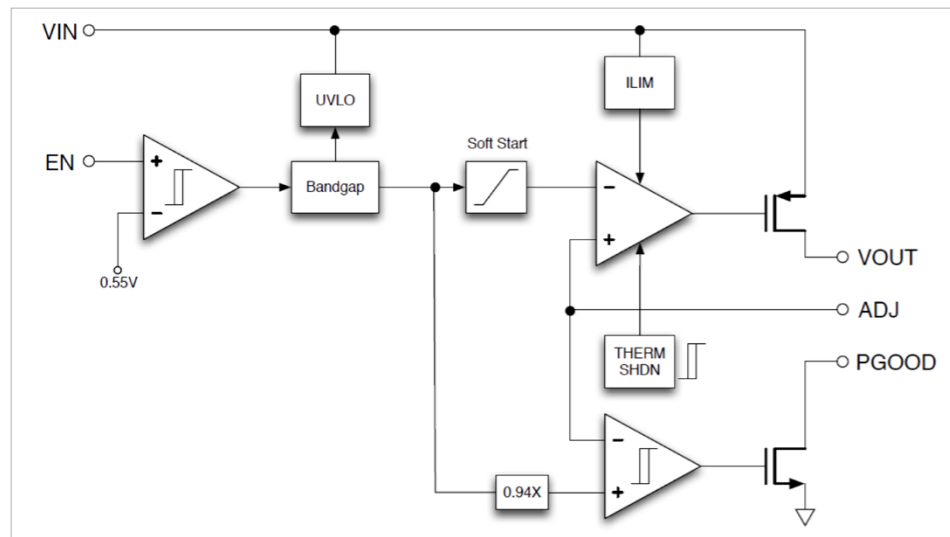 VIN
ILIM
UVLO
Soft Start
EN
+
Bandgap
−
−
+
0.55V
VOUT
ADJ
THERM
SHDN
PGOOD
−
0.94X
+